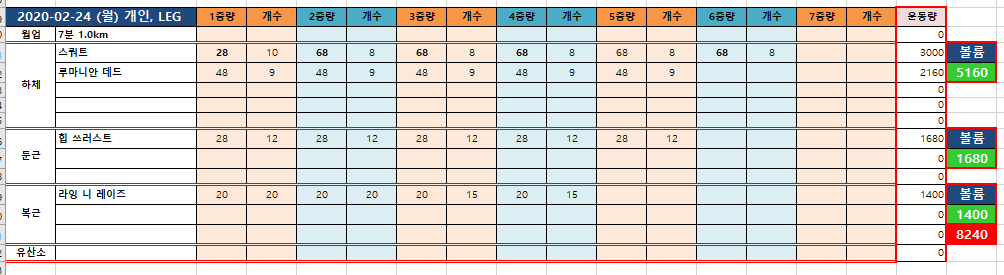 2020-02-24 (월) 개인, LEG 1중량 개수 2중량 개수 3중량 개수 4중량 개수 5중량 개수 6중량 개수 7중량 개수 운동량
웜업 7분 1.0km 0
스쿼트 28 10 68 8 68 8 68 8 68 8 68 8 3000 볼륨
하체 루마니안 데드 48 9 48 9 48 9 48 9 48 9 2160 5160
0
0
0
힙 쓰러스트 28 12 28 12 28 12 28 12 28 12 1680 볼륨
둔근 0 1680
0
라잉 니 레이즈 20 20 20 20 20 15 20 15 1400 볼륨
복근 0 1400
0 8240
유산소 0